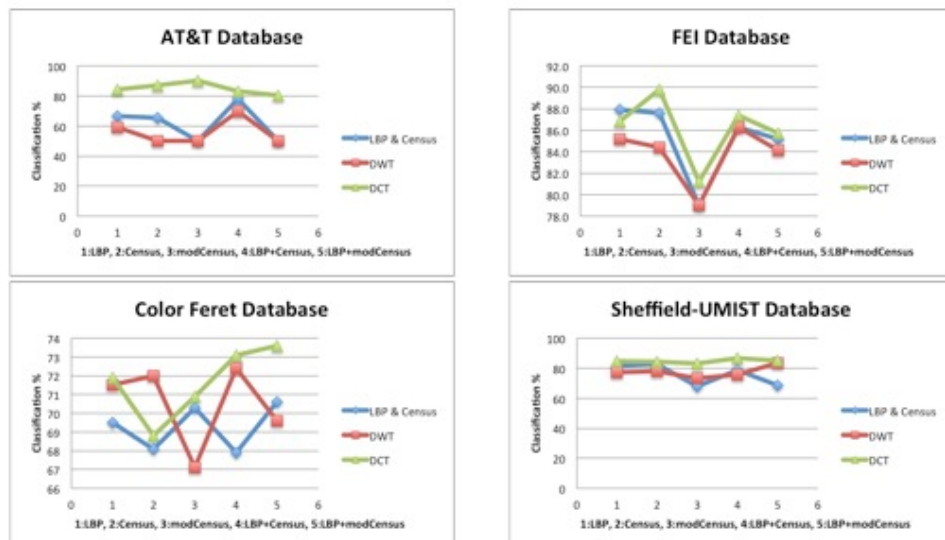 AT&T Database
100
80
60
40
20
0
Classification %
0 1 2 3 4 5 6
1:LBP, 2:Census, 3:modCensus, 4:LBP+Census, 5:LBP+modCensus
LBP & Census
DWT
DCT
FEI Database
92.0
90.0
88.0
86.0
84.0
82.0
80.0
78.0
Classification %
0 1 2 3 4 5 6
1:LBP, 2:Census, 3:modCensus, 4:LBP+Census, 5:LBP+modCensus
LBP & Census
DWT
DCT
Color Feret Database
74
73
72
71
70
69
68
67
66
Classification %
0 1 2 3 4 5 6
1:LBP, 2:Census, 3:modCensus, 4:LBP+Census, 5:LBP+modCensus
LBP & Census
DWT
DCT
Sheffield-UMIST Database
100
80
60
40
20
0
Classification %
0 1 2 3 4 5 6
1:LBP, 2:Census, 3:modCensus, 4:LBP+Census, 5:LBP+modCensus
LBP & Census
DWT
DCT